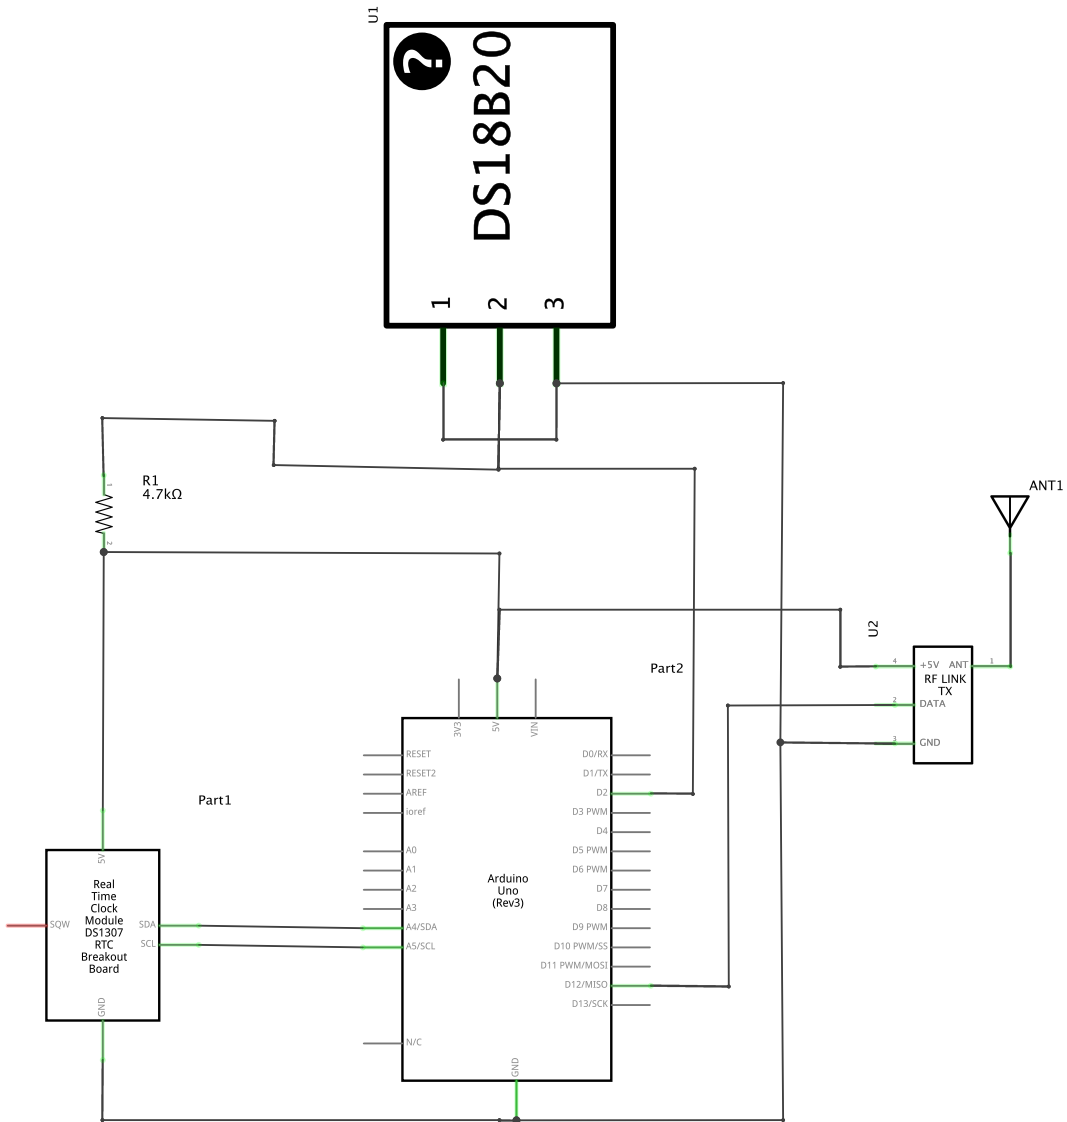 U1
?
DS18B20
1
2
3
R1
4.7kΩ
1
2
ANT1
U2
4
+5V
ANT
1
RF LINK
TX
2
DATA
3
GND
Part2
3V3
5V
VIN
RESET
RESET2
AREF
ioref
A0
A1
A2
A3
A4/SDA
A5/SCL
N/C
Arduino
Uno
(Rev3)
D0/RX
D1/TX
D2
D3 PWM
D4
D5 PWM
D6 PWM
D7
D8
D9 PWM
D10 PWM/SS
D11 PWM/MOSI
D12/MISO
D13/SCK
GND
Part1
5V
Real
Time
Clock
Module
DS1307
RTC
Breakout
Board
SQW
SDA
SCL
GND